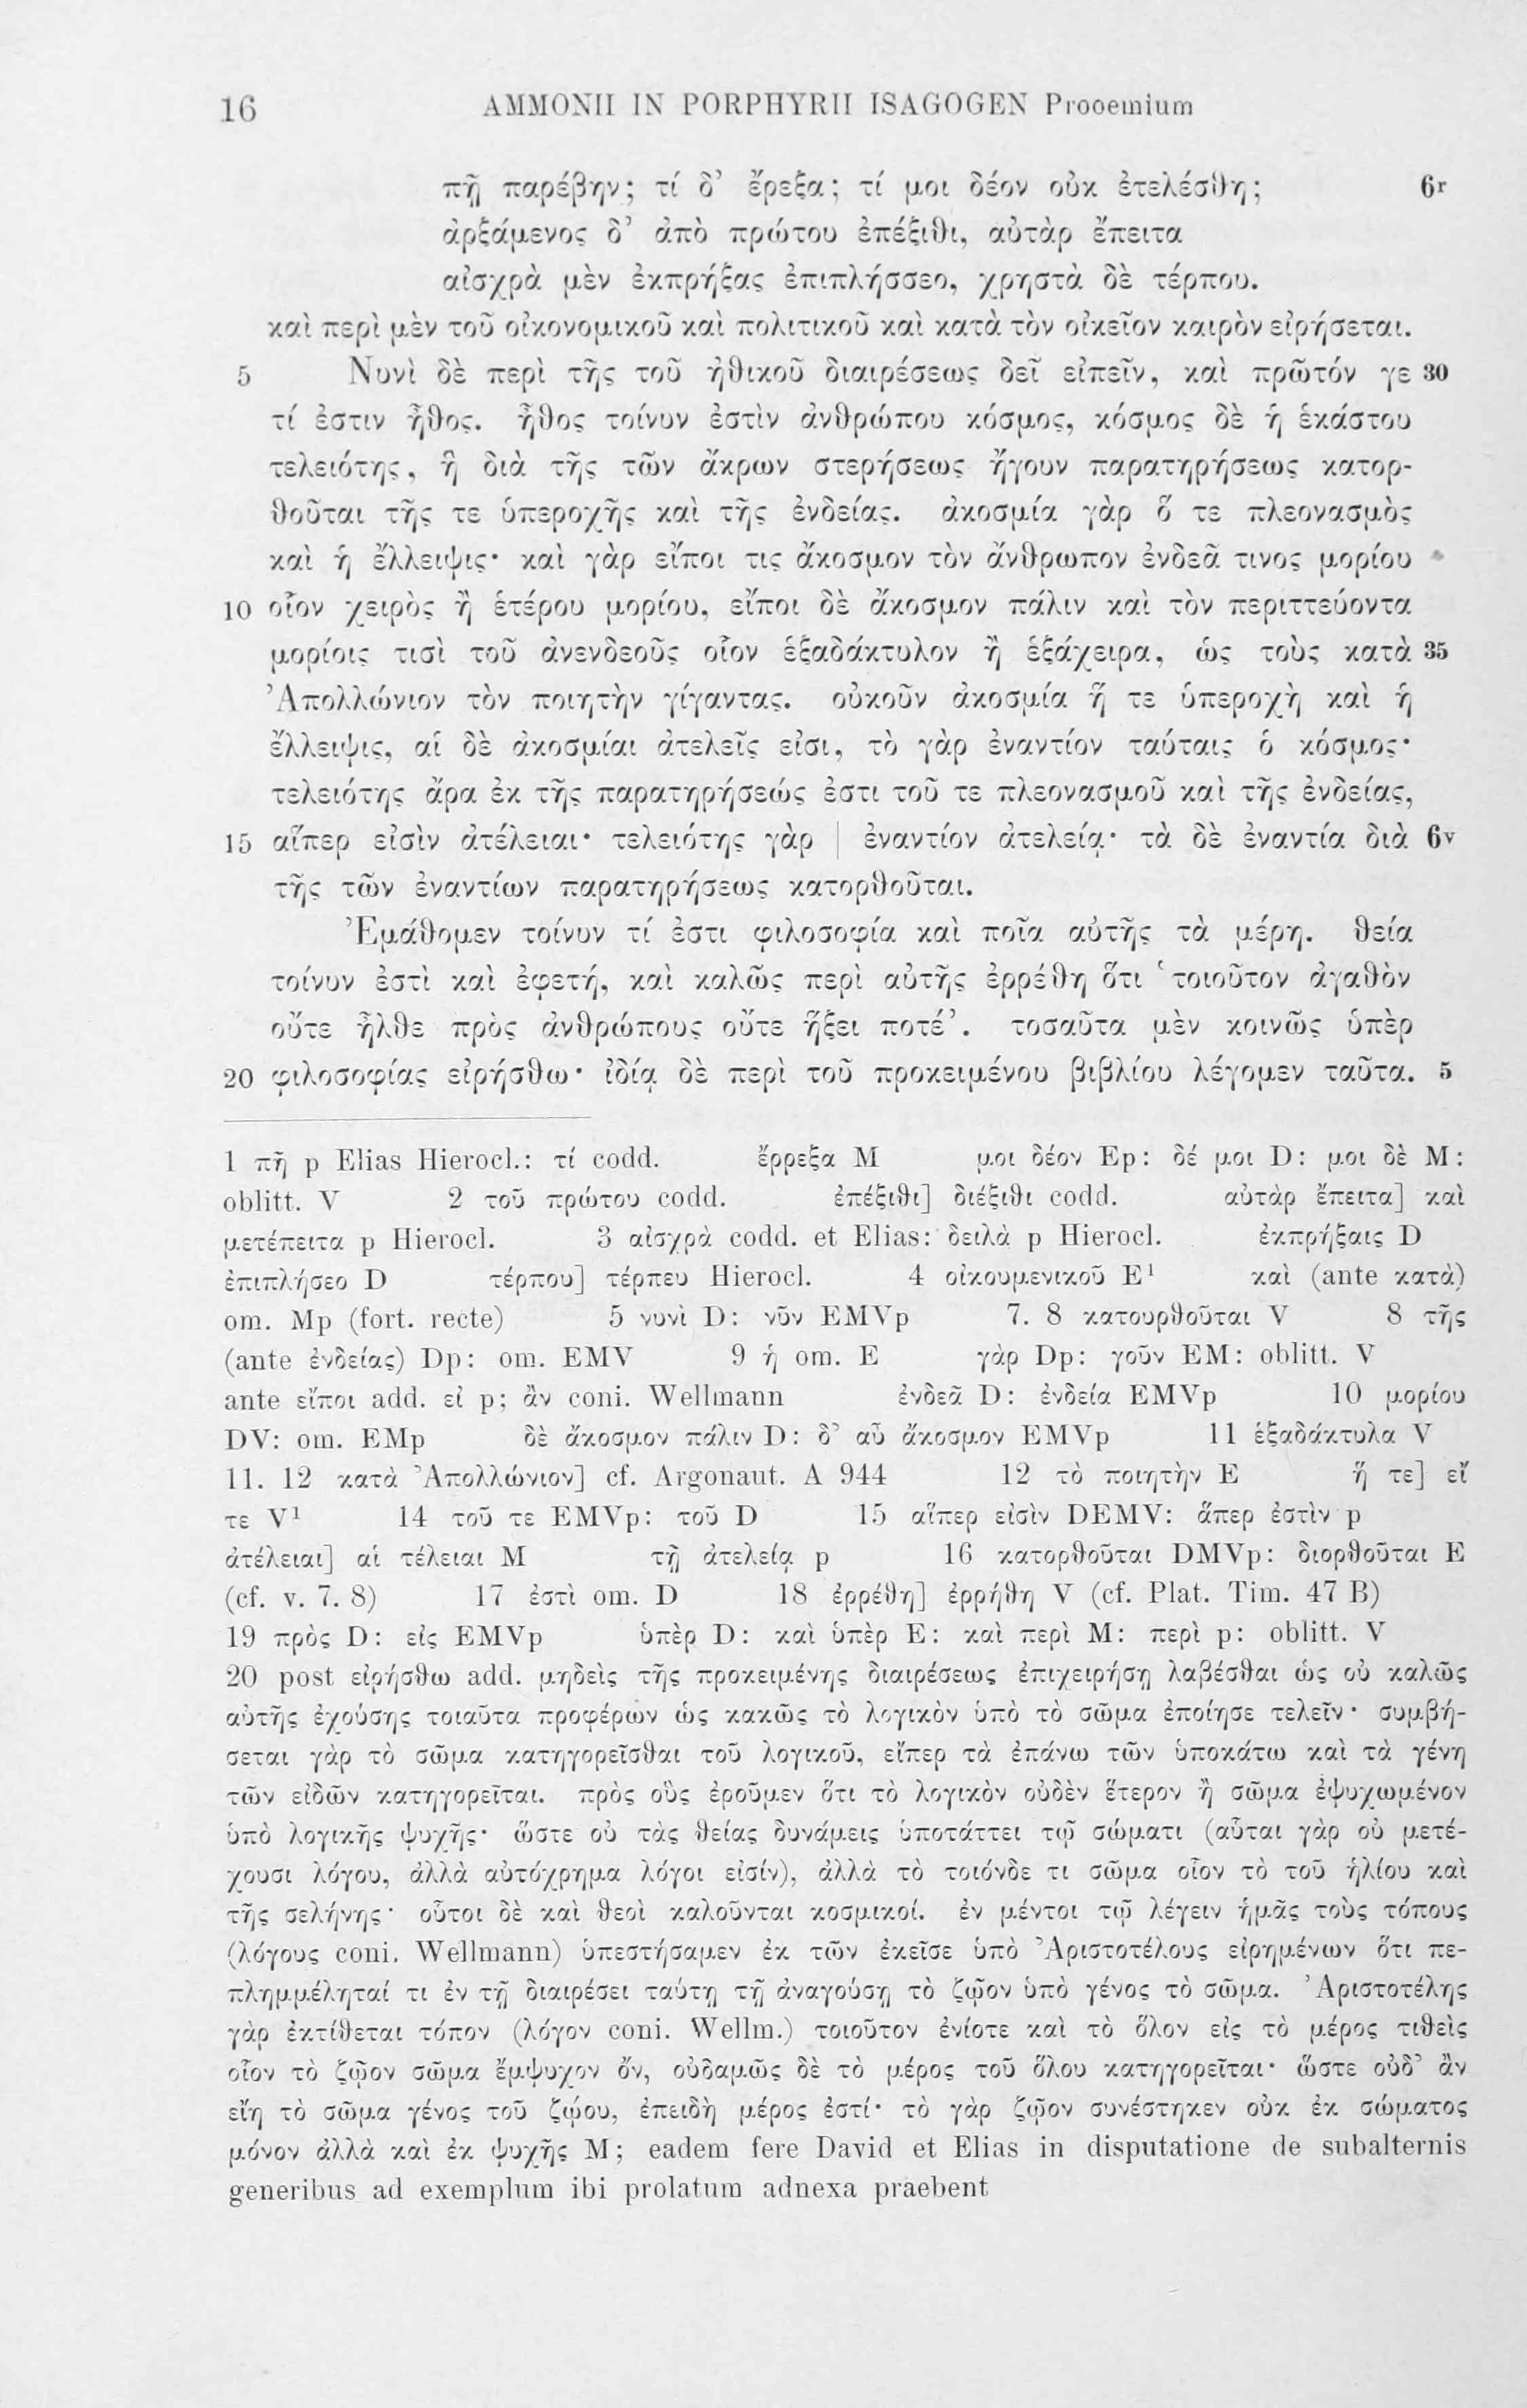 16 AMMONII IN PORPHYRII ISAGOGEN Prooemium
πῇ παρέβην; τί δ’ ἔρεξα; τί μοι δέον οὐκ ἐτελέσθη; 6r
ἀρξάμενος δ’ ἀπὸ πρώτου ἐπέξιθι, αὐτὰρ ἔπειτα
αἰσχρὰ μὲν ἐκπρήξας ἐπιπλήσσεο, χρηστὰ δὲ τέρπου.
καὶ περὶ μὲν τοῦ οἰκονομικοῦ καὶ πολιτικοῦ καὶ κατὰ τὸν οἰκεῖον καιρὸν εἰρήσεται.
5 Νυνὶ δὲ περὶ τῆς τοῦ ἠθικοῦ διαιρέσεως δεῖ εἰπεῖν, καὶ πρῶτόν γε 30
τί ἐστιν ἦθος. ἦθος τοίνυν ἐστὶν ἀνθρώπου κόσμος, κόσμος δὲ ἡ ἑκάστου
τελειότης, ἣ διὰ τῆς τῶν ἄκρων στερήσεως ἤγουν παρατηρήσεως κατορ-
θοῦται τῆς τε ὑπεροχῆς καὶ τῆς ἐνδείας. ἀκοσμία γὰρ ὅ τε πλεονασμὸς
καὶ ἡ ἔλλειψις· καὶ γὰρ εἴποι τις ἄκοσμον τὸν ἄνθρωπον ἐνδεᾶ τινος μορίου
10 οἷον χειρὸς ἢ ἑτέρου μορίου, εἴποι δὲ ἄκοσμον πάλιν καὶ τὸν περιττεύοντα
μορίοις τισὶ τοῦ ἀνενδεοῦς οἷον ἑξαδάκτυλον ἢ ἑξάχειρα, ὡς τοὺς κατὰ 35
Ἀπολλώνιον τὸν ποιητὴν γίγαντας. οὐκοῦν ἀκοσμία ἥ τε ὑπεροχὴ καὶ ἡ
ἔλλειψις, αἱ δὲ ἀκοσμίαι ἀτελεῖς εἰσι, τὸ γὰρ ἐναντίον ταύταις ὁ κόσμος·
τελειότης ἄρα ἐκ τῆς παρατηρήσεώς ἐστι τοῦ τε πλεονασμοῦ καὶ τῆς ἐνδείας,
15 αἵπερ εἰσὶν ἀτέλειαι· τελειότης γὰρ | ἐναντίον ἀτελείᾳ· τὰ δὲ ἐναντία διὰ 6v
τῆς τῶν ἐναντίων παρατηρήσεως κατορθοῦται.
Ἐμάθομεν τοίνυν τί ἐστι φιλοσοφία καὶ ποῖα αὐτῆς τὰ μέρη. θεία
τοίνυν ἐστὶ καὶ ἐφετή, καὶ καλῶς περὶ αὐτῆς ἐρρέθη ὅτι ‘τοιοῦτον ἀγαθὸν
οὔτε ἦλθε πρὸς ἀνθρώπους οὔτε ἥξει ποτέ’. τοσαῦτα μὲν κοινῶς ὑπὲρ
20 φιλοσοφίας εἰρήσθω· ἰδίᾳ δὲ περὶ τοῦ προκειμένου βιβλίου λέγομεν ταῦτα. 5
1 πῆ p Elias Hierocl.: τί codd. ἔρρεξα M μοι δέον Ep: δέ μοι D: μοι δὲ M:
oblitt. V 2 τοῦ πρώτου codd. ἐπέξιθι] διέξιθι codd. αὐτὰρ ἔπειτα] καὶ
μετέπειτα p Hierocl. 3 αἰσχρὰ codd. et Elias: δειλὰ p Hierocl. ἐκπρήξαις D
ἐπιπλήσεο D τέρπου] τέρπευ Hierocl. 4 οἰκουμενικοῦ E¹ καὶ (ante κατὰ)
om. Mp (fort. recte) 5 νυνὶ D: νῦν EMVp 7. 8 κατουρθοῦται V 8 τῆς
(ante ἐνδείας) Dp: om. EMV 9 ἡ om. E γὰρ Dp: γοῦν EM: oblitt. V
ante εἴποι add. εἰ p; ἂν coni. Wellmann ἐνδεᾶ D: ἐνδεία EMVp 10 μορίου
DV: om. EMp δὲ ἄκοσμον πάλιν D: δ’ αὖ ἄκοσμον EMVp 11 ἑξαδάκτυλα V
11. 12 κατὰ Ἀπολλώνιον] cf. Argonaut. A 944 12 τὸ ποιητὴν E ἥ τε] εἴ
τε V¹ 14 τοῦ τε EMVp: τοῦ D 15 αἵπερ εἰσὶν DEMV: ἅπερ ἐστὶν p
ἀτέλειαι] αἱ τέλειαι M τῇ ἀτελείᾳ p 16 κατορθοῦται DMVp: διορθοῦται E
(cf. v. 7. 8) 17 ἐστὶ om. D 18 ἐρρέθη] ἐρρήθη V (cf. Plat. Tim. 47 B)
19 πρὸς D: εἰς EMVp ὑπὲρ D: καὶ ὑπὲρ E: καὶ περὶ M: περὶ p: oblitt. V
20 post εἰρήσθω add. μηδεὶς τῆς προκειμένης διαιρέσεως ἐπιχειρήσῃ λαβέσθαι ὡς οὐ καλῶς
αὐτῆς ἐχούσης τοιαῦτα προφέρων ὡς κακῶς τὸ λογικὸν ὑπὸ τὸ σῶμα ἐποίησε τελεῖν· συμβή-
σεται γὰρ τὸ σῶμα κατηγορεῖσθαι τοῦ λογικοῦ, εἴπερ τὰ ἐπάνω τῶν ὑποκάτω καὶ τὰ γένη
τῶν εἰδῶν κατηγορεῖται. πρὸς οὓς ἐροῦμεν ὅτι τὸ λογικὸν οὐδὲν ἕτερον ἢ σῶμα ἐψυχωμένον
ὑπὸ λογικῆς ψυχῆς· ὥστε οὐ τὰς θείας δυνάμεις ὑποτάττει τῷ σώματι (αὗται γὰρ οὐ μετέ-
χουσι λόγου, ἀλλὰ αὐτόχρημα λόγοι εἰσίν), ἀλλὰ τὸ τοιόνδε τι σῶμα οἷον τὸ τοῦ ἡλίου καὶ
τῆς σελήνης· οὗτοι δὲ καὶ θεοὶ καλοῦνται κοσμικοί. ἐν μέντοι τῷ λέγειν ἡμᾶς τοὺς τόπους
(λόγους coni. Wellmann) ὑπεστήσαμεν ἐκ τῶν ἐκεῖσε ὑπὸ Ἀριστοτέλους εἰρημένων ὅτι πε-
πλημμέληταί τι ἐν τῇ διαιρέσει ταύτῃ τῇ ἀναγούσῃ τὸ ζῷον ὑπὸ γένος τὸ σῶμα. Ἀριστοτέλης
γὰρ ἐκτίθεται τόπον (λόγον coni. Wellm.) τοιοῦτον ἐνίοτε καὶ τὸ ὅλον εἰς τὸ μέρος τιθεὶς
οἷον τὸ ζῷον σῶμα ἔμψυχον ὄν, οὐδαμῶς δὲ τὸ μέρος τοῦ ὅλου κατηγορεῖται· ὥστε οὐδ’ ἂν
εἴη τὸ σῶμα γένος τοῦ ζῴου, ἐπειδὴ μέρος ἐστί· τὸ γὰρ ζῷον συνέστηκεν οὐκ ἐκ σώματος
μόνον ἀλλὰ καὶ ἐκ ψυχῆς M; eadem fere David et Elias in disputatione de subalternis
generibus ad exemplum ibi prolatum adnexa praebent